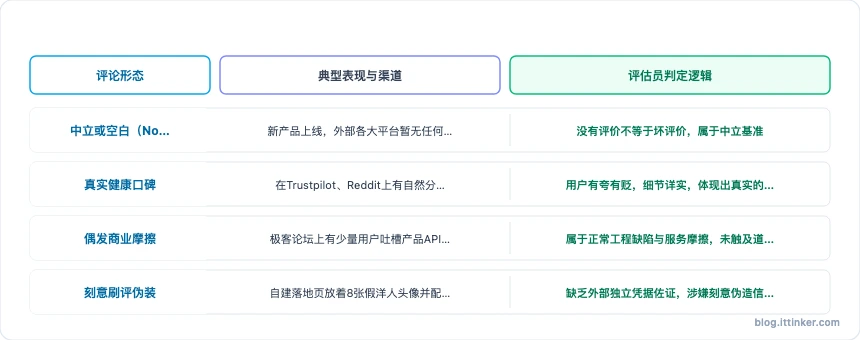 评论形态
典型表现与渠道
评估员判定逻辑
中立或空白（No...
新产品上线，外部各大平台暂无任何...
没有评价不等于坏评价，属于中立基准
真实健康口碑
在Trustpilot、Reddit上有自然分...
用户有夸有贬，细节详实，体现出真实的...
偶发商业摩擦
极客论坛上有少量用户吐槽产品API...
属于正常工程缺陷与服务摩擦，未触及道...
刻意刷评伪装
自建落地页放着8张假洋人头像并配...
缺乏外部独立凭据佐证，涉嫌刻意伪造信...
blog.ittinker.com